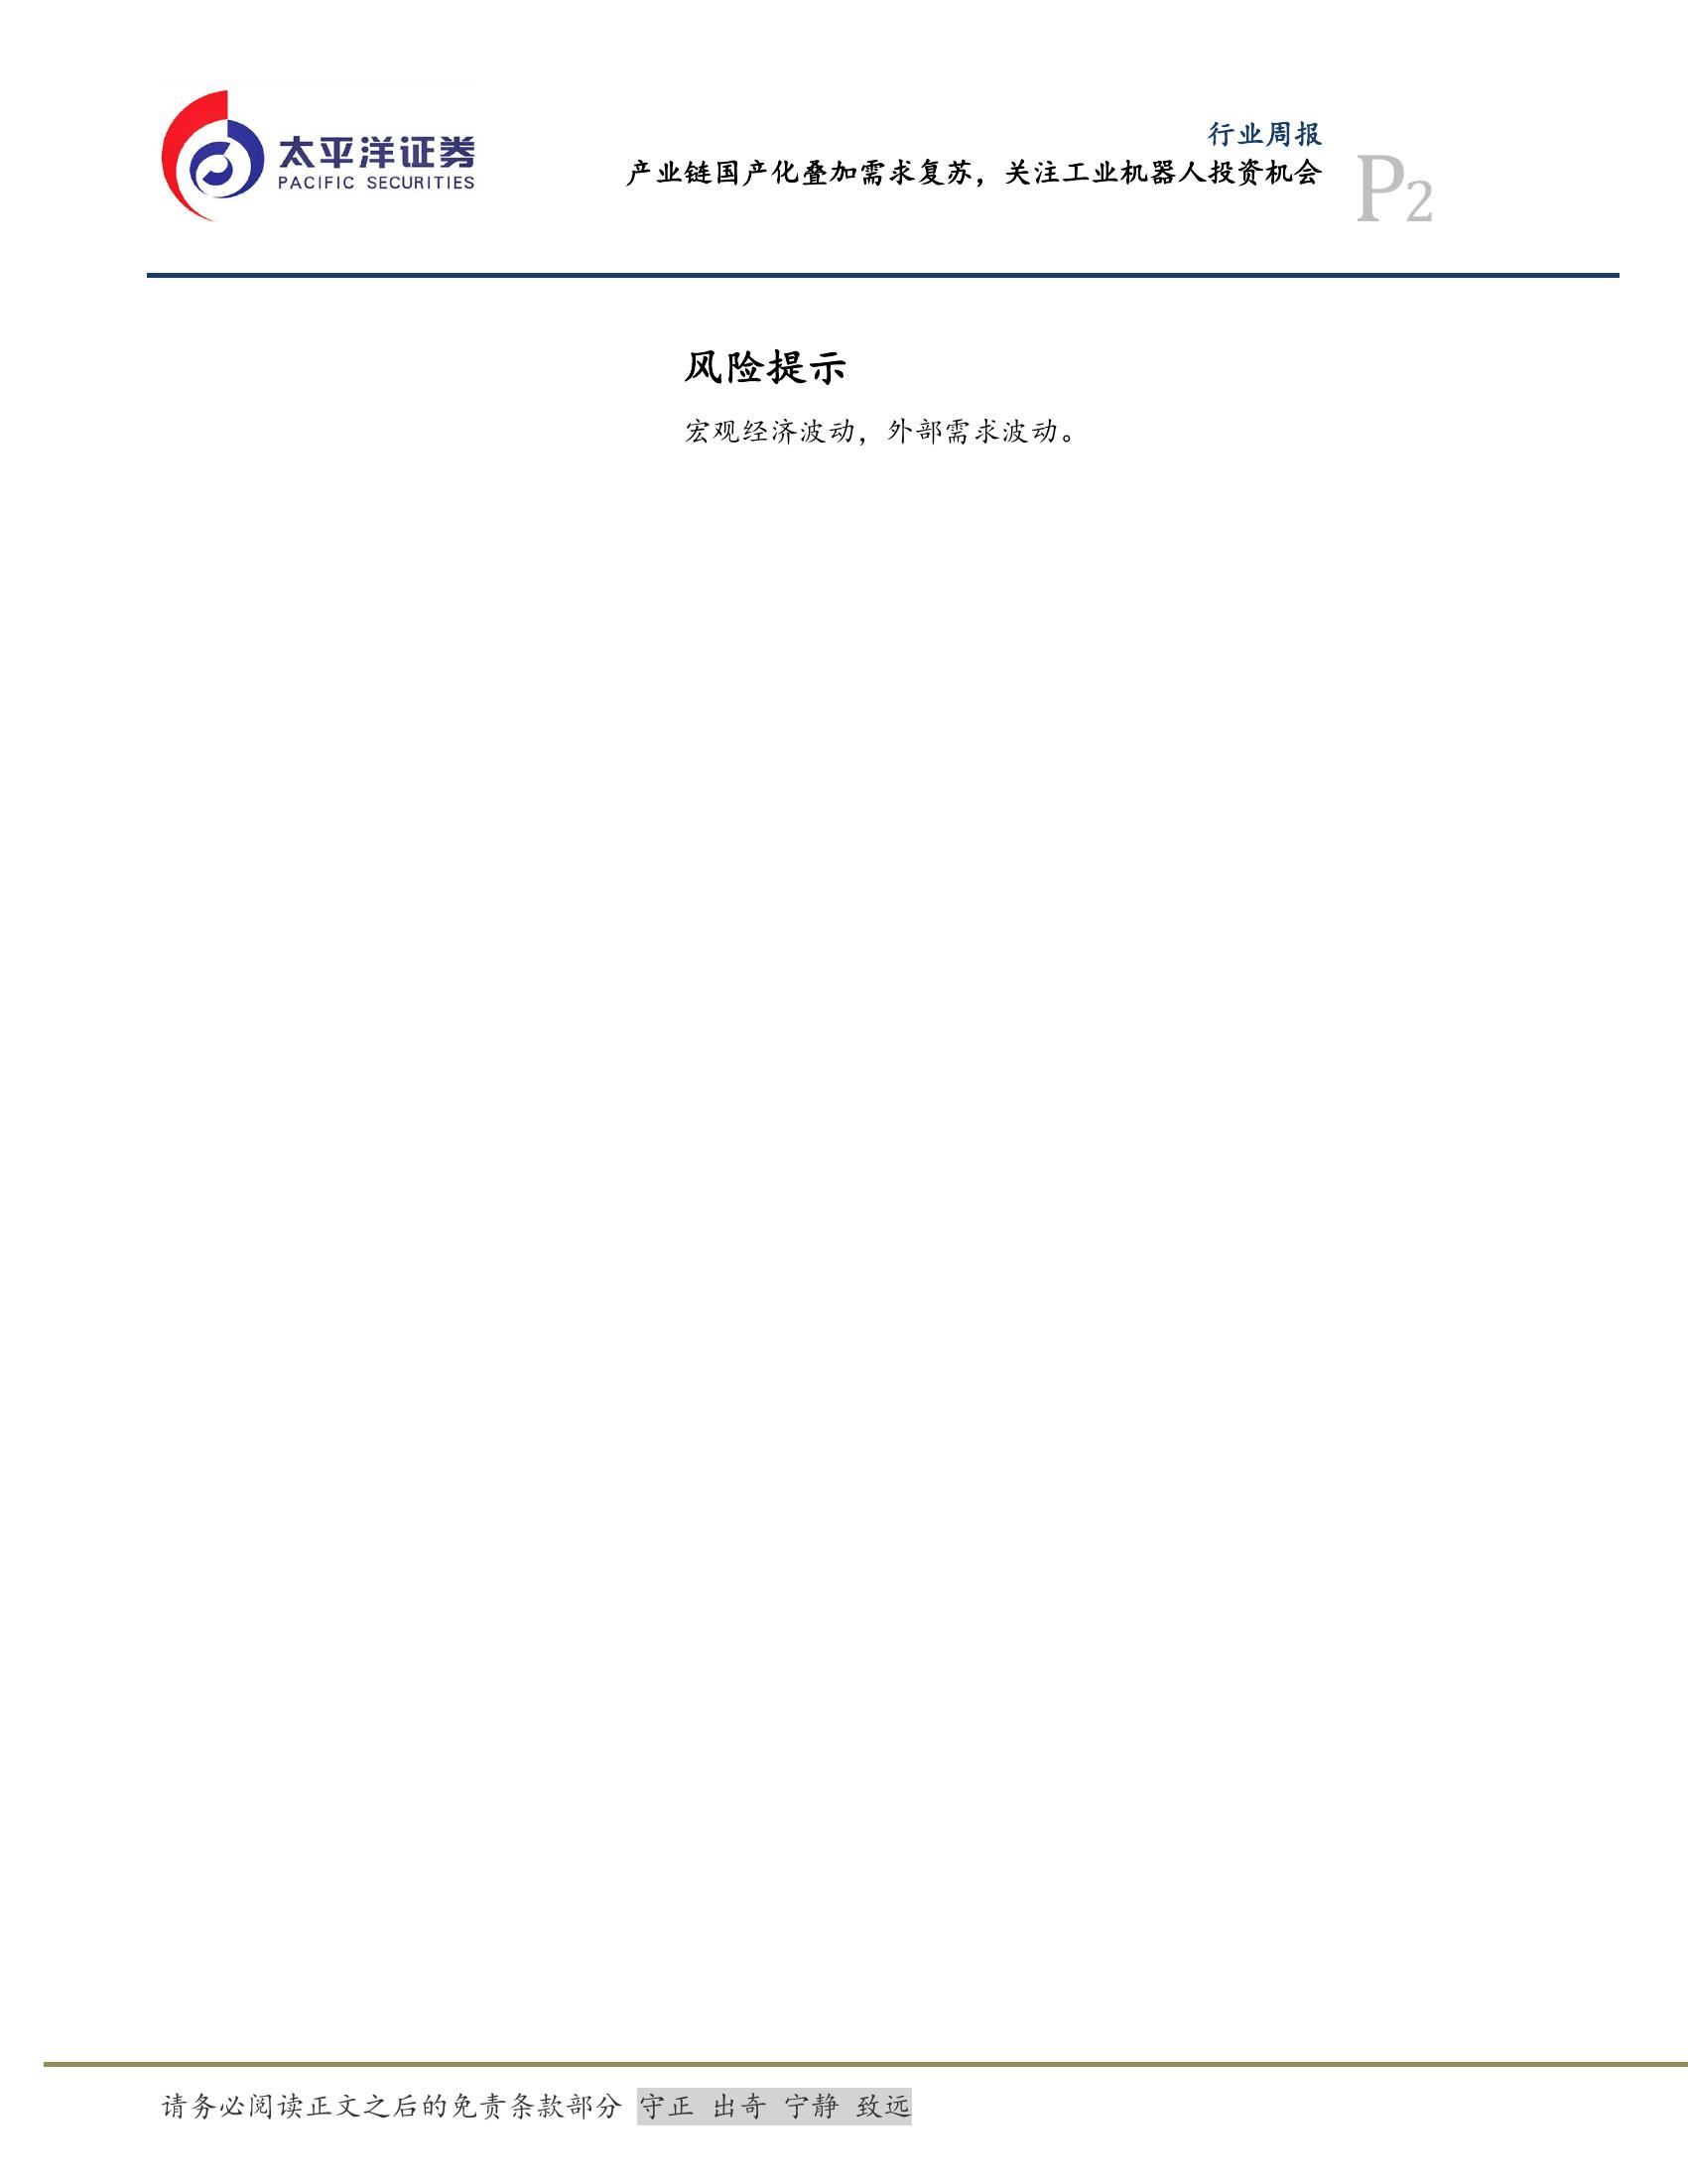 太平洋证券
PACIFIC SECURITIES
行业周报
产业链国产化叠加需求复苏，关注工业机器人投资机会
P2
风险提示
宏观经济波动，外部需求波动。
请务必阅读正文之后的免责条款部分 守正 出奇 宁静 致远